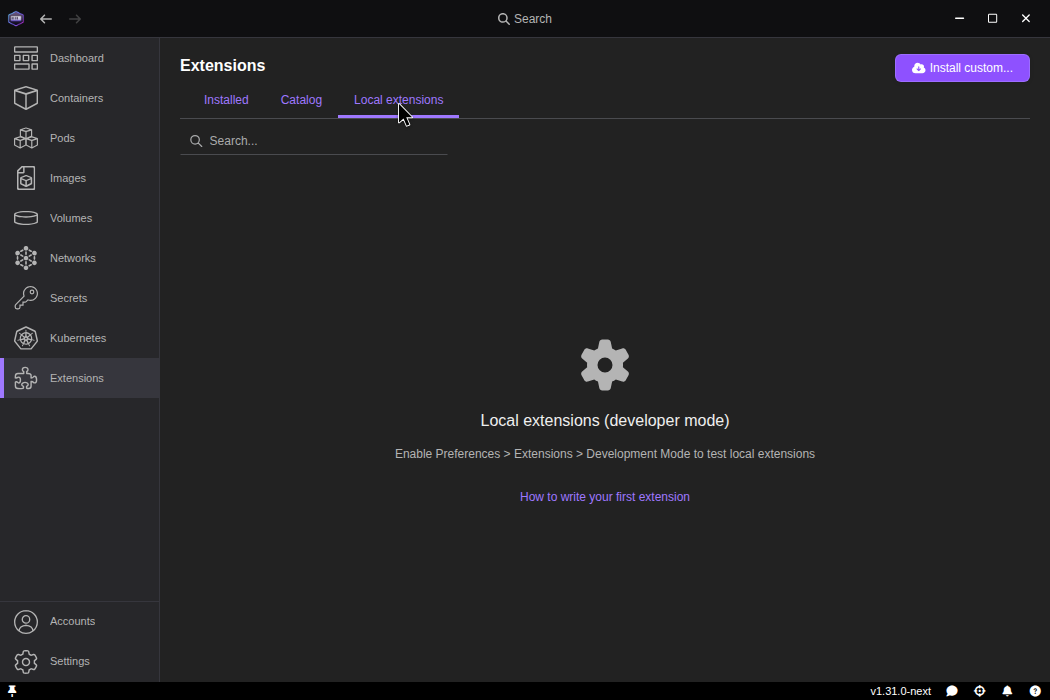 Search
Dashboard
Containers
Pods
Images
Volumes
Networks
Secrets
Kubernetes
Extensions
Accounts
Settings
Extensions
Install custom...
Installed
Catalog
Local extensions
Search...
Local extensions (developer mode)
Enable Preferences > Extensions > Development Mode to test local extensions
How to write your first extension
v1.31.0-next